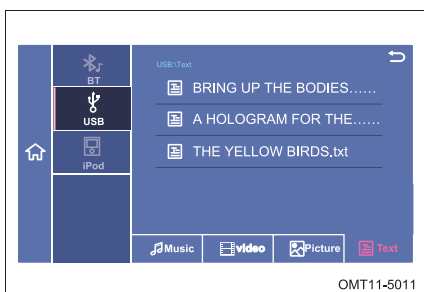 BT
USB
iPod
USB:\Text
BRING UP THE BODIES......
A HOLOGRAM FOR THE......
THE YELLOW BIRDS.txt
Music
video
Picture
Text
OMT11-5011